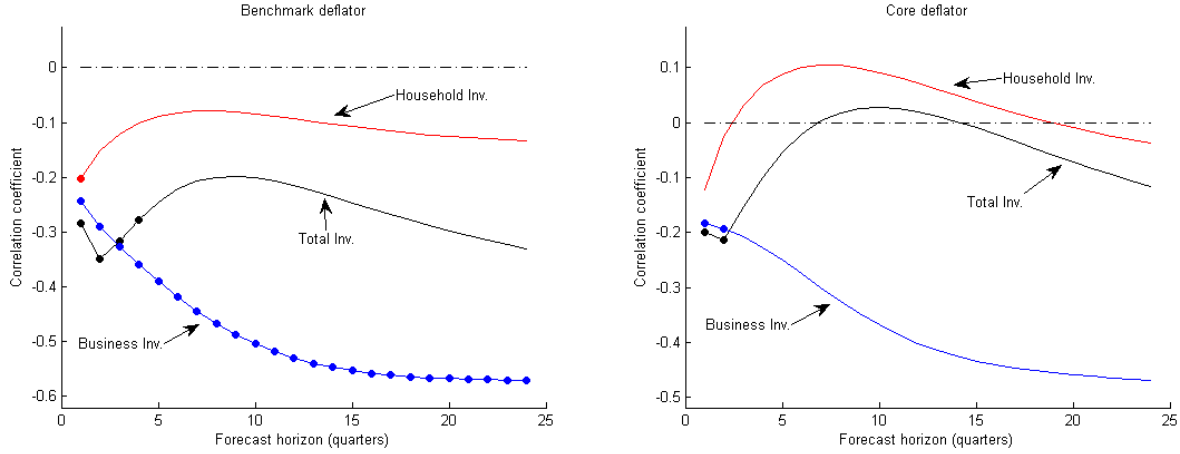 Benchmark deflator
0
-0.1
-0.2
-0.3
-0.4
-0.5
-0.6
Correlation coefficient
Household Inv.
Total Inv.
Business Inv.
0 5 10 15 20 25
Forecast horizon (quarters)
Core deflator
0.1
0
-0.1
-0.2
-0.3
-0.4
-0.5
Correlation coefficient
Household Inv.
Total Inv.
Business Inv.
0 5 10 15 20 25
Forecast horizon (quarters)